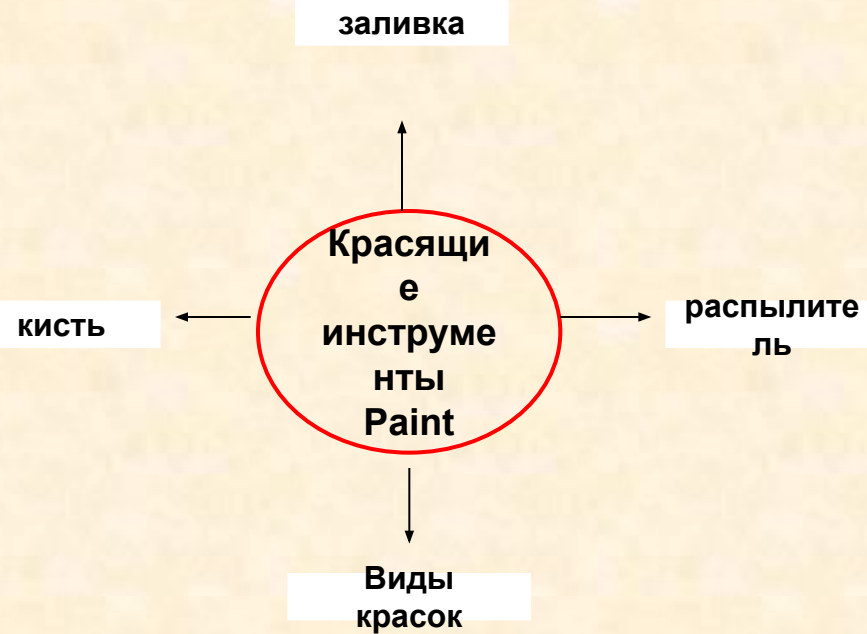 заливка
Красящи
е
инструме
нты
Paint
кисть
распылите
ль
Виды
красок